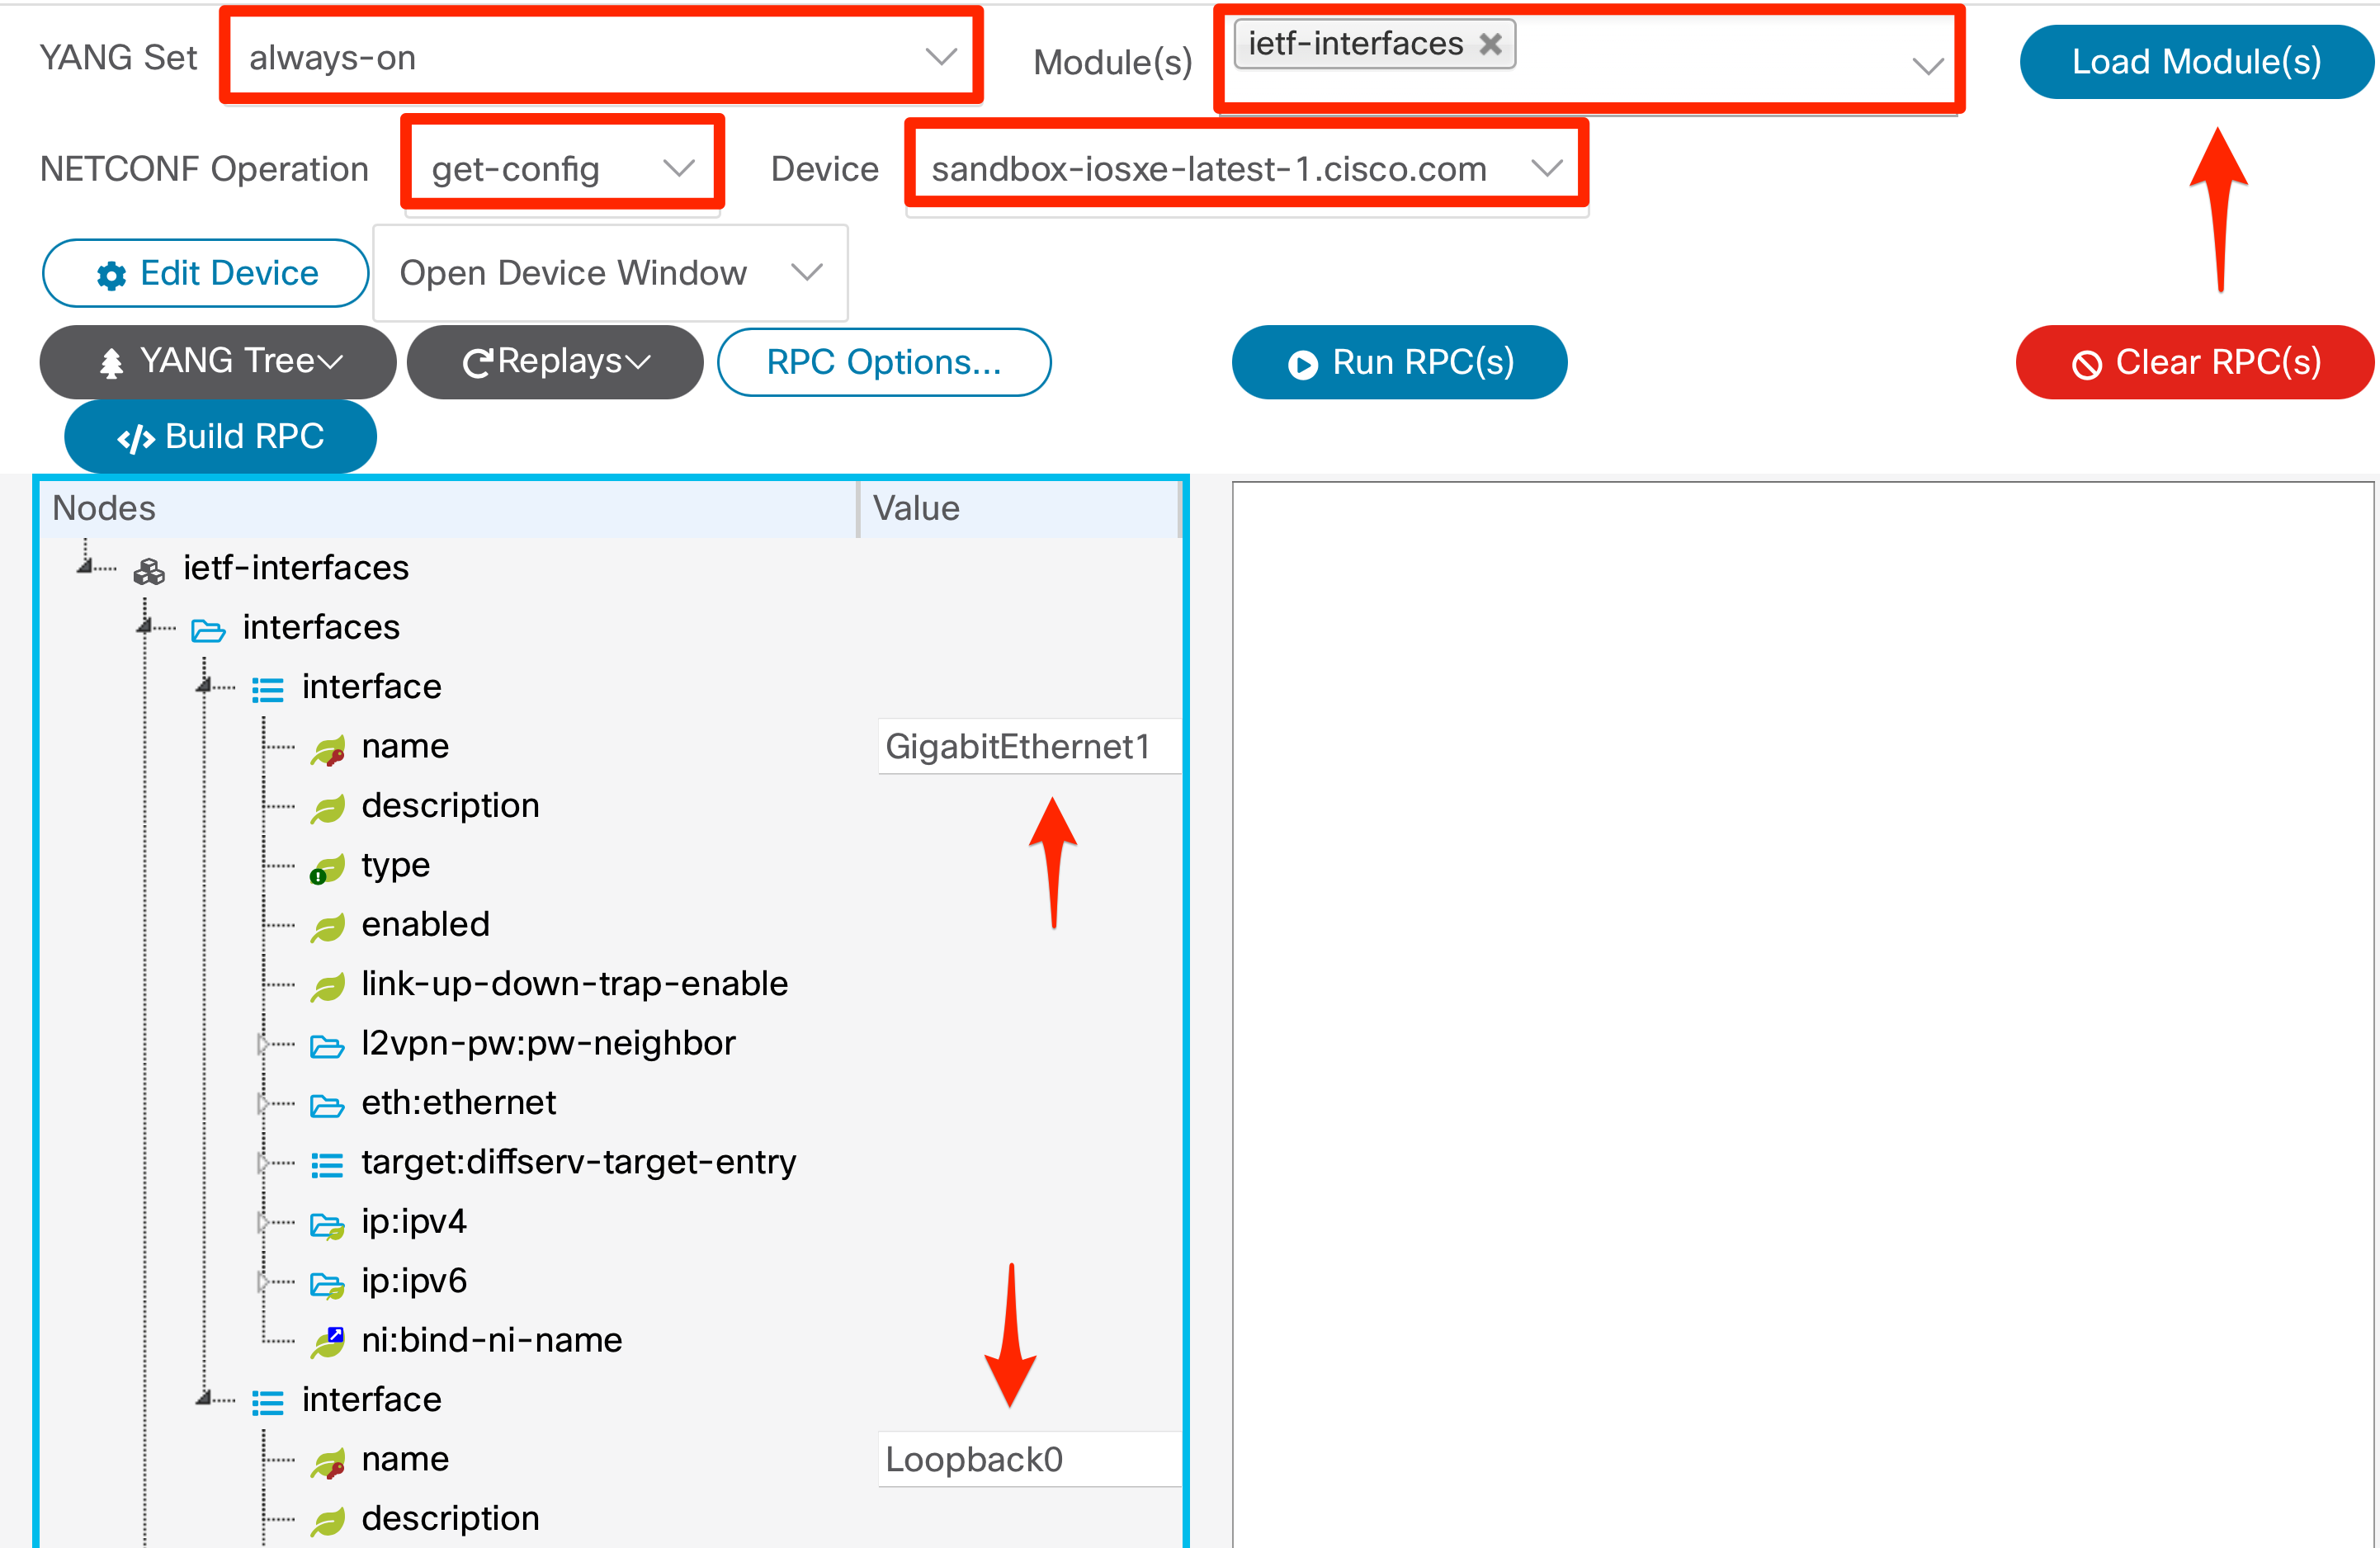 YANG Set always-on Module(s) ietf-interfaces Load Module(s)
NETCONF Operation get-config Device sandbox-iosxe-latest-1.cisco.com
Edit Device Open Device Window
YANG Tree Replays RPC Options... Run RPC(s) Clear RPC(s)
Build RPC
Nodes Value
ietf-interfaces
interfaces
interface
name GigabitEthernet1
description
type
enabled
link-up-down-trap-enable
l2vpn-pw:pw-neighbor
eth:ethernet
target:diffserv-target-entry
ip:ipv4
ip:ipv6
ni:bind-ni-name
interface
name Loopback0
description